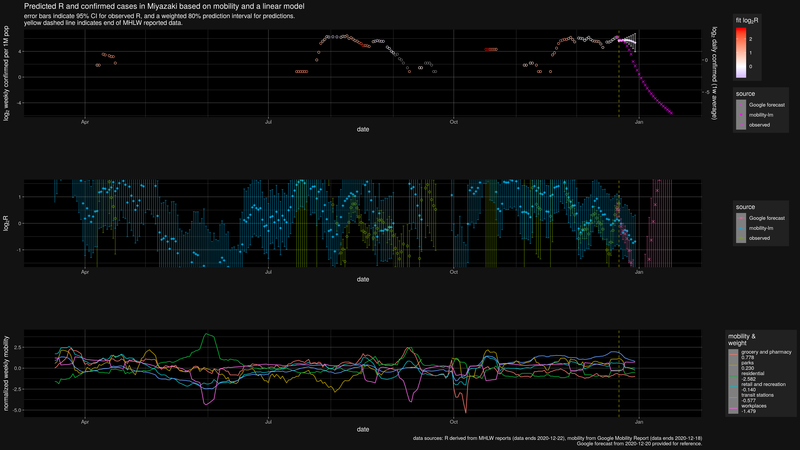 Predicted R and confirmed cases in Miyazaki based on mobility and a linear model
error bars indicate 95% CI for observed R, and a weighted 80% prediction interval for predictions.
yellow dashed line indicates end of MHLW reported data.
log₂ weekly confirmed per 1M pop
4
0
-4
Apr
Jul
Oct
Jan
date
0
-5
log₂ daily confirmed (1w average)
fit log₂R
2
1
0
source
Google forecast
mobility-lm
observed
log₂R
1
0
-1
Apr
Jul
Oct
Jan
date
source
Google forecast
mobility-lm
observed
normalized weekly mobility
2.5
0.0
-2.5
-5.0
Apr
Jul
Oct
Jan
date
mobility &
weight
grocery and pharmacy
0.778
parks
0.230
residential
-2.582
retail and recreation
-0.140
transit stations
-0.577
workplaces
-1.479
data sources: R derived from MHLW reports (data ends 2020-12-22), mobility from Google Mobility Report (data ends 2020-12-18)
Google forecast from 2020-12-20 provided for reference.